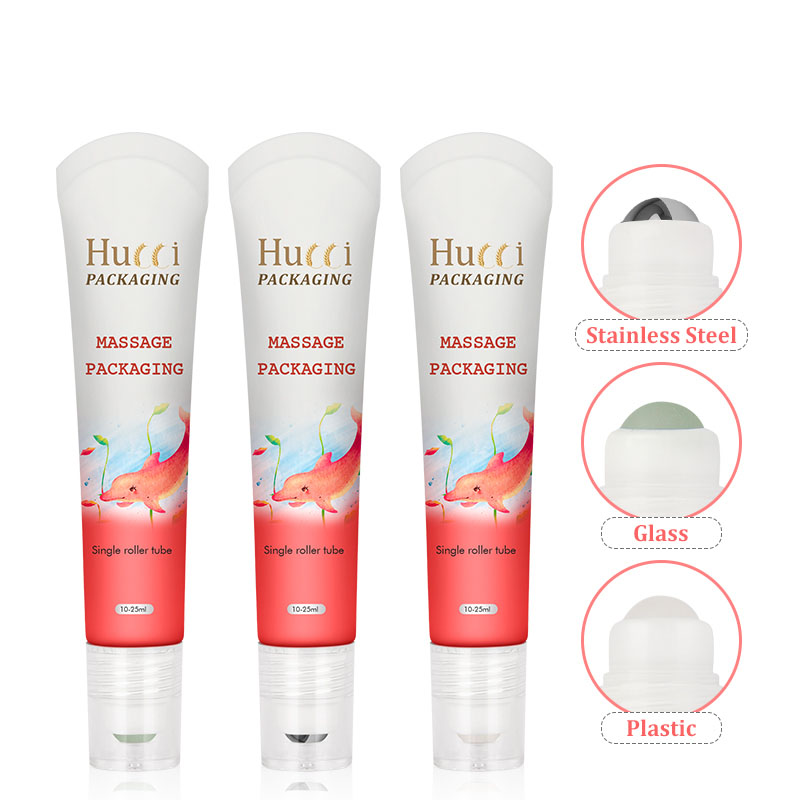 Hucci
PACKAGING
MASSAGE
PACKAGING
Single roller tube
10-25ml
Hucci
PACKAGING
MASSAGE
PACKAGING
Single roller tube
10-25ml
Hucci
PACKAGING
MASSAGE
PACKAGING
Single roller tube
10-25ml
Stainless Steel
Glass
Plastic